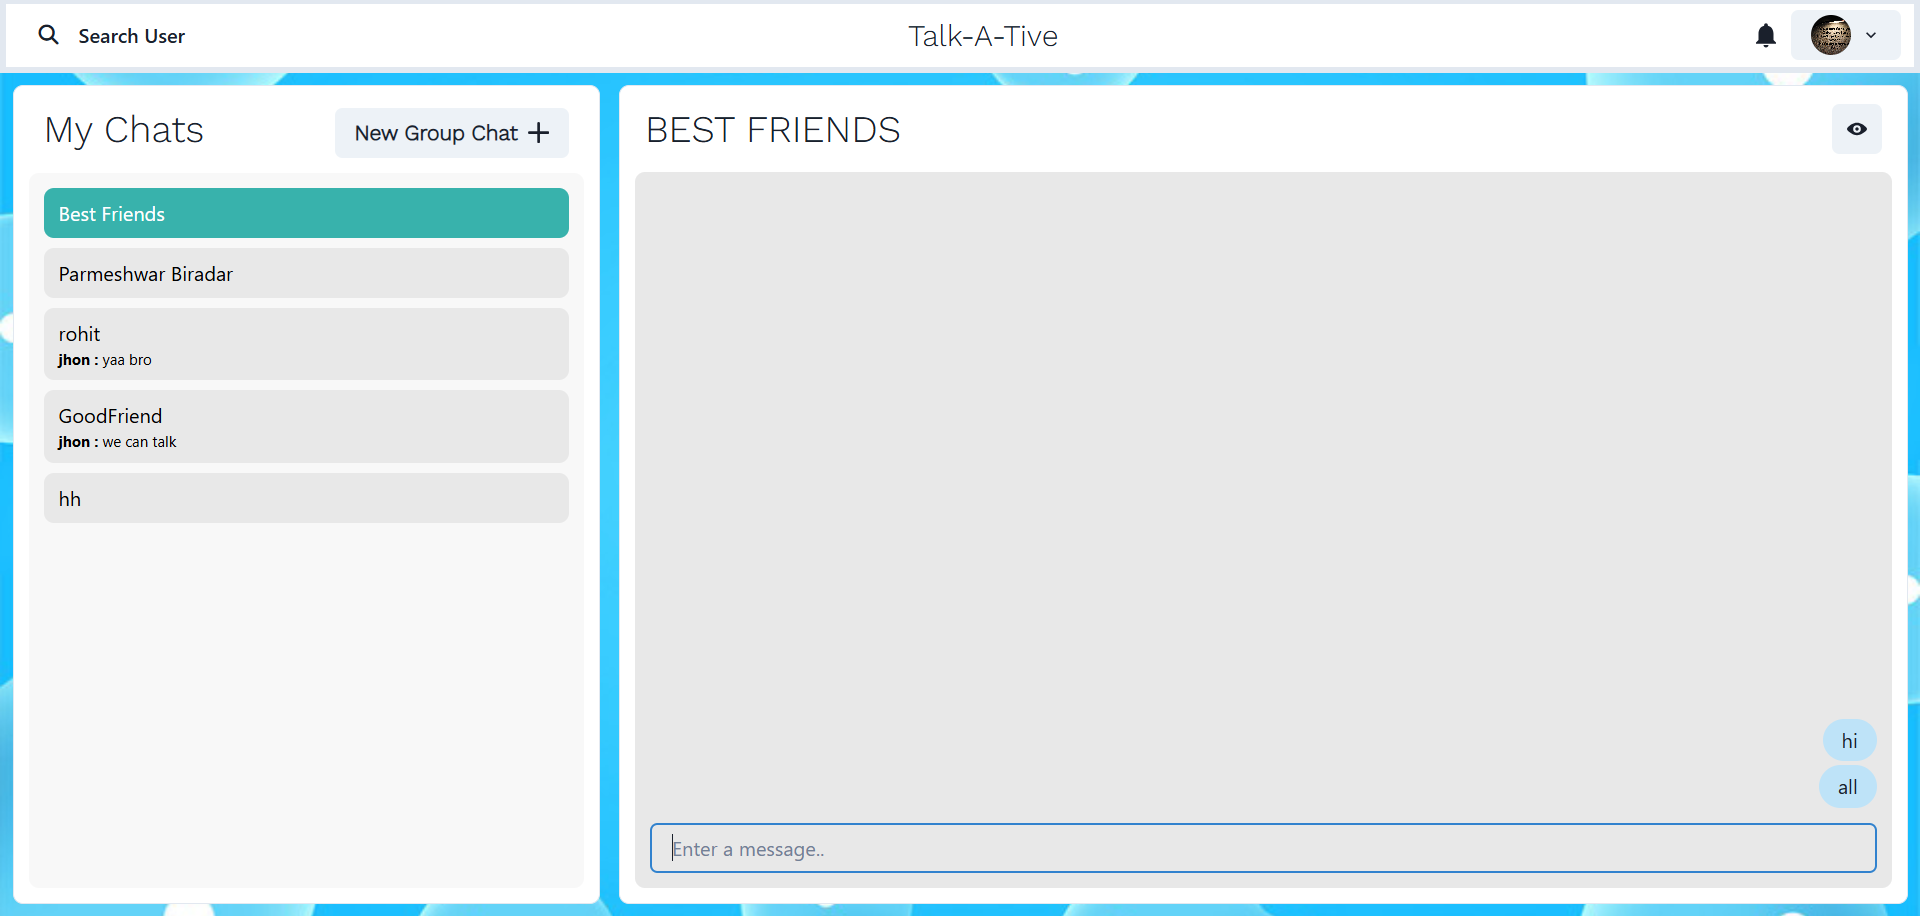 Search User
Talk-A-Tive
My Chats
New Group Chat
Best Friends
Parmeshwar Biradar
rohit
jhon : yaa bro
GoodFriend
jhon : we can talk
hh
BEST FRIENDS
hi
all
Enter a message..